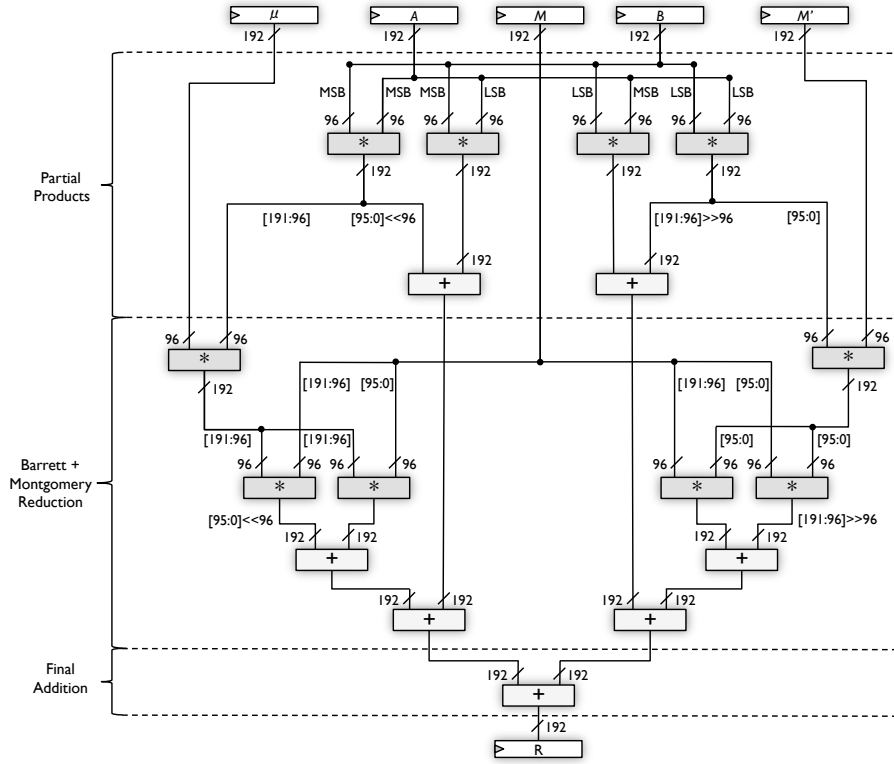 μ A M B M'
192 192 192 192 192
MSB MSB MSB LSB LSB MSB LSB LSB
96 96 96 96 96 96 96 96
* * * *
192 192 192 192
Partial
Products
[191:96] [95:0]<<96 [191:96]>>96 [95:0]
192 192
+ +
96 96 96 96
* *
192 192
[191:96] [95:0] [191:96] [95:0]
[191:96] [191:96] [95:0] [95:0]
96 96 96 96 96 96 96 96
Barrett +
Montgomery
Reduction
* * * *
[95:0]<<96 [191:96]>>96
192 192 192 192
+ +
192 192 192 192
+ +
Final
Addition
192 192
+
192
R